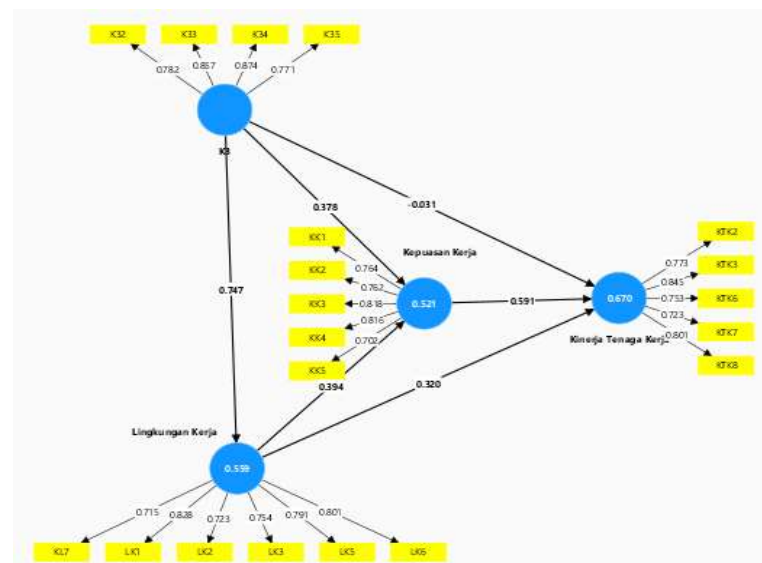 K32 K33 K34 K35
0.782 0.857 0.874 0.771
K3
0.378
-0.031
KK1
Kepuasan Kerja
KTK2
0.764
0.773
KK2
KTK3
0.747
0.762
0.845
KK3
0.818
0.521
0.591
0.670
0.753
KTK6
0.816
0.723
KK4
KTK7
0.702
0.801
Kinerja Tenaga Kerj...
KK5
KTK8
0.394
0.320
Lingkungan Kerja
0.559
0.715 0.828 0.723 0.754 0.791 0.801
KL7 LK1 LK2 LK3 LK5 LK6